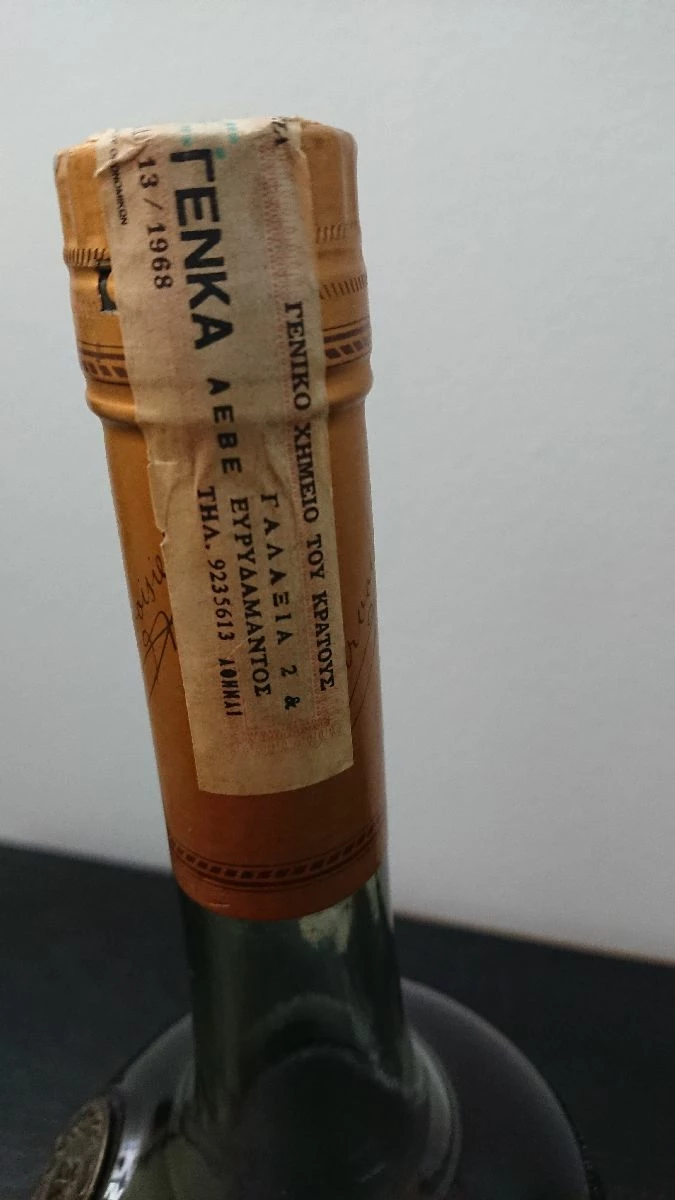 ΓΕΝΙΚΟ ΧΗΜΕΙΟ ΤΟΥ ΚΡΑΤΟΥΣ
ΓΕΝΚΑ ΑΕΒΕ
ΓΑΛΑΞΙΑ 2 &
ΕΥΡΥΔΑΜΑΝΤΟΣ
ΤΗΛ. 9235613 ΑΘΗΝΑΙ
13 / 1968